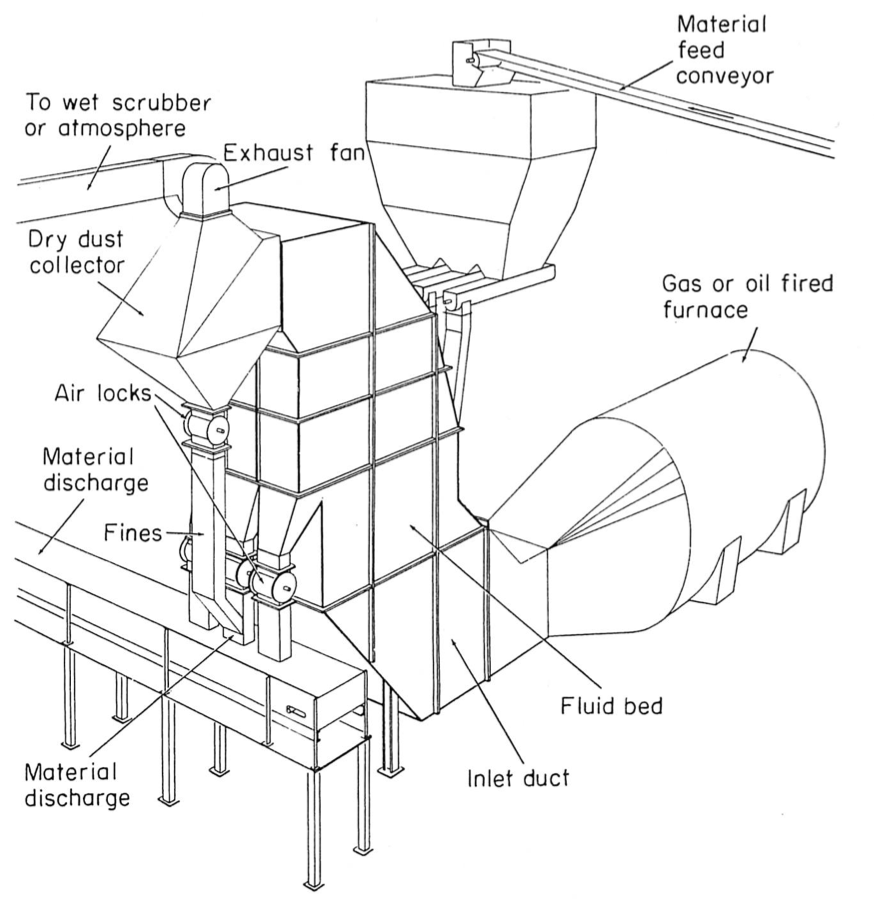 Material
feed
conveyor
To wet scrubber
or atmosphere
Exhaust fan
Dry dust
collector
Gas or oil fired
furnace
Air locks
Material
discharge
Fines
Fluid bed
Inlet duct
Material
discharge